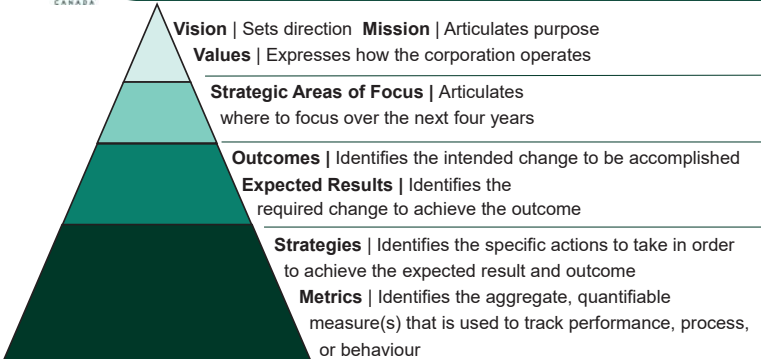 CANADA
Vision | Sets direction Mission | Articulates purpose
Values | Expresses how the corporation operates
Strategic Areas of Focus | Articulates
where to focus over the next four years
Outcomes | Identifies the intended change to be accomplished
Expected Results | Identifies the
required change to achieve the outcome
Strategies | Identifies the specific actions to take in order
to achieve the expected result and outcome
Metrics | Identifies the aggregate, quantifiable
measure(s) that is used to track performance, process,
or behaviour